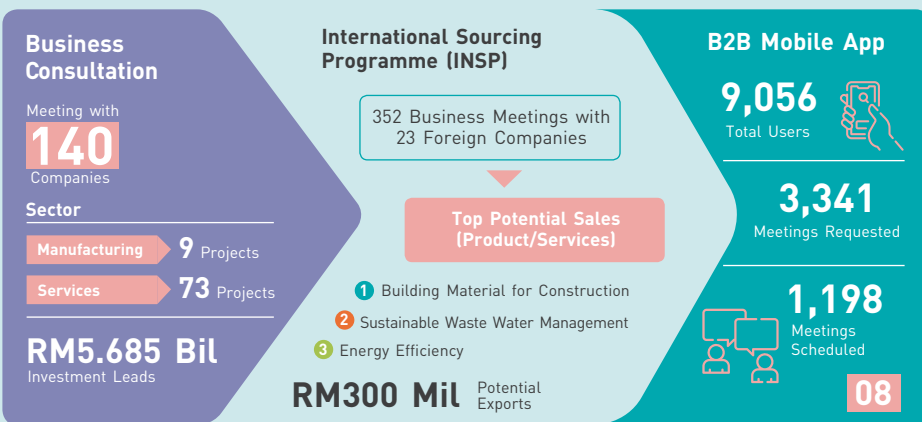 Business
Consultation
Meeting with
140
Companies
Sector
Manufacturing 9 Projects
Services 73 Projects
RM5.685 Bil
Investment Leads
International Sourcing
Programme (INSP)
352 Business Meetings with
23 Foreign Companies
Top Potential Sales
(Product/Services)
1 Building Material for Construction
2 Sustainable Waste Water Management
3 Energy Efficiency
RM300 Mil Potential
Exports
B2B Mobile App
9,056
Total Users
3,341
Meetings Requested
1,198
Meetings
Scheduled
08